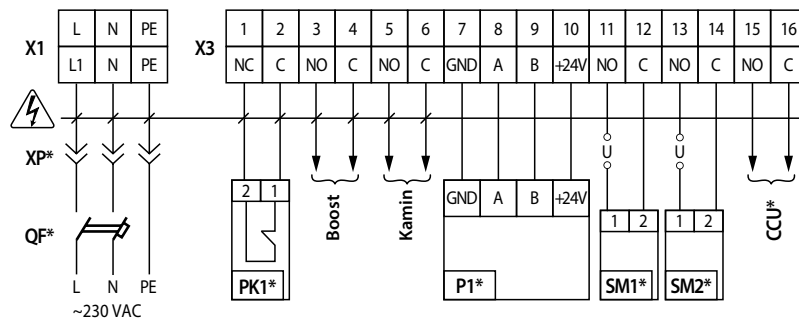 X1
L N PE
L1 N PE
XP*
QF*
L N PE
~230 VAC
X3
1 2 3 4 5 6 7 8 9 10 11 12 13 14 15 16
NC C NO C NO C GND A B +24V NO C NO C NO C
U U
2 1
PK1*
Boost
Kamin
GND A B +24V
P1*
1 2
SM1*
1 2
SM2*
CCU*